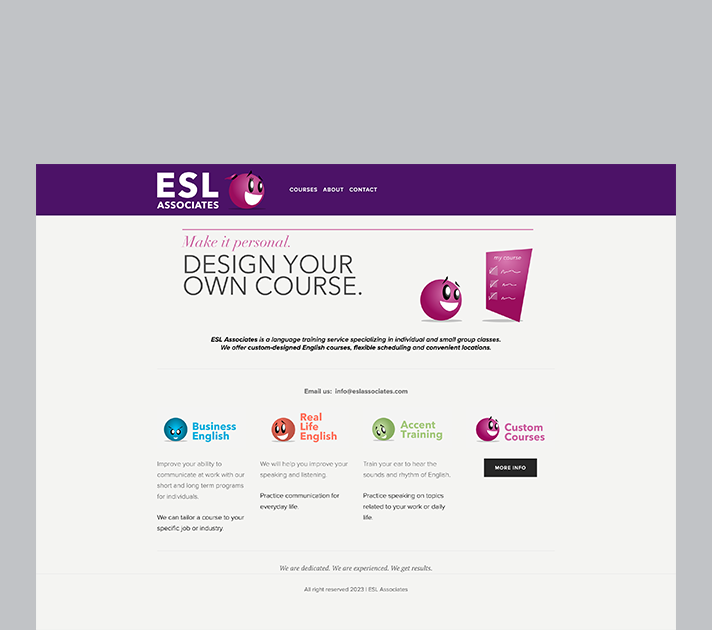 ESL
ASSOCIATES
COURSES ABOUT CONTACT
Make it personal.
DESIGN YOUR
OWN COURSE.
my course
ESL Associates is a language training service specializing in individual and small group classes.
We offer custom-designed English courses, flexible scheduling and convenient locations.
Email us: info@eslassociates.com
Business
English
Improve your ability to
communicate at work with our
short and long term programs
for individuals.
We can tailor a course to your
specific job or industry.
Real
Life
English
We will help you improve your
speaking and listening.
Practice communication for
everyday life.
Accent
Training
Train your ear to hear the
sounds and rhythm of English.
Practice speaking on topics
related to your work or daily
life.
Custom
Courses
MORE INFO
We are dedicated. We are experienced. We get results.
All right reserved 2023 | ESL Associates